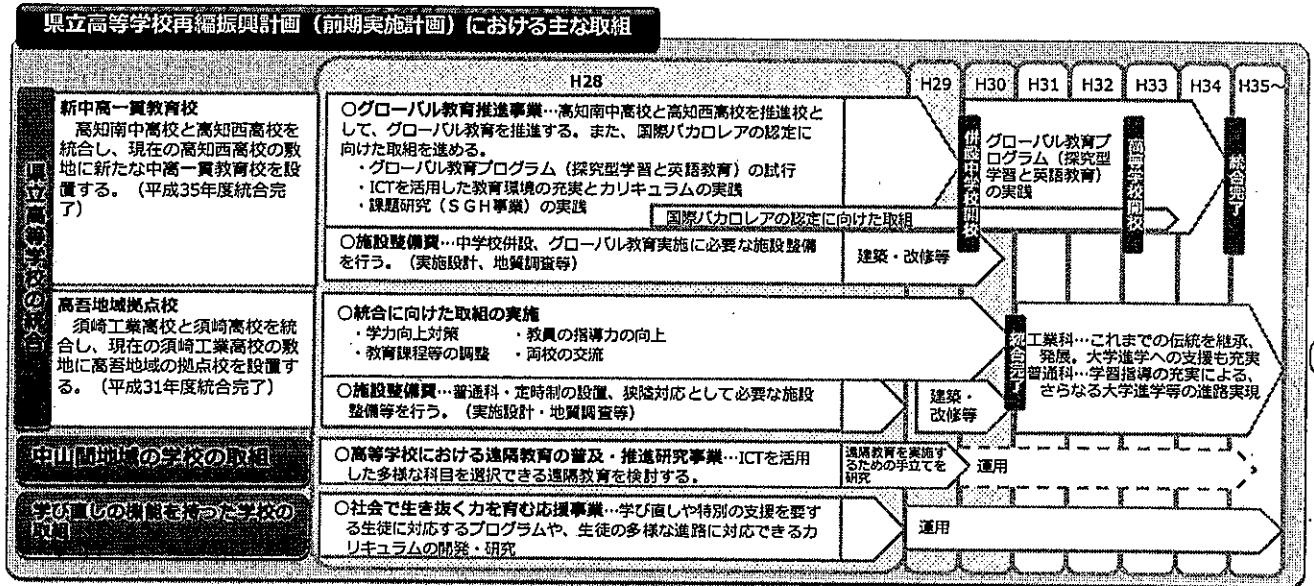 県立高等学校再編振興計画（前期実施計画）における主な取組
H28
H29
H30
H31
H32
H33
H34
H35～
県立高等学校の統合
新中高一貫教育校
高知南中高校と高知西高校を
統合し、現在の高知西高校の敷
地に新たな中高一貫教育校を設
置する。（平成35年度統合完
了）
○グローバル教育推進事業…高知南中高校と高知西高校を推進校と
して、グローバル教育を推進する。また、国際バカロレアの認定に
向けた取組を進める。
・グローバル教育プログラム（探究型学習と英語教育）の試行
・ICTを活用した教育環境の充実とカリキュラムの実践
・課題研究（ＳＧＨ事業）の実践
国際バカロレアの認定に向けた取組
併設中学校開校
グローバル教育プ
ログラム（探究型
学習と英語教育）
の実践
高等学校開校
統合完了
○施設整備費…中学校併設、グローバル教育実施に必要な施設整備
を行う。（実施設計、地質調査等）
建築・改修等
高吾地域拠点校
須崎工業高校と須崎高校を統
合し、現在の須崎工業高校の敷
地に高吾地域の拠点校を設置す
る。（平成31年度統合完了）
○統合に向けた取組の実施
・学力向上対策　・教員の指導力の向上
・教育課程等の調整　・両校の交流
統合完了
工業科…これまでの伝統を継承、
発展。大学進学への支援も充実
普通科…学習指導の充実による、
さらなる大学進学等の進路実現
○施設整備費…普通科・定時制の設置、狭隘対応として必要な施設
整備等を行う。（実施設計・地質調査等）
建築・
改修等
中山間地域の学校の取組
○高等学校における遠隔教育の普及・推進研究事業…ICTを活用
した多様な科目を選択できる遠隔教育を検討する。
遠隔教育を実施す
るための手立てを
研究
運用
学び直しの機能を持った学校の
取組
○社会で生き抜く力を育む応援事業…学び直しや特別の支援を要す
る生徒に対応するプログラムや、生徒の多様な進路に対応できるカ
リキュラムの開発・研究
運用